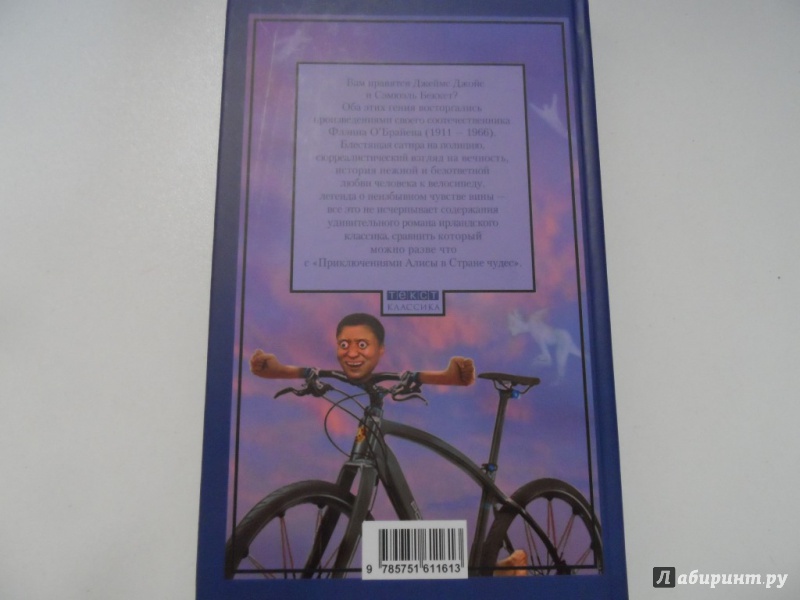 Вам нравится Джеймс Джойс
и Сэмюэль Беккет?
Оба этих гения восторгались
произведениями своего соотечественника
Флэнна О'Брайена (1911 — 1966).
Блестящая сатира на полицию,
сюрреалистический взгляд на вечность,
история нежной и безответной
любви человека к велосипеду,
легенда о неизбывном чувстве вины —
все это не исчерпывает содержания
удивительного романа ирландского
классика, сравнить который
можно разве что
с «Приключениями Алисы в Стране чудес».
текст
КЛАССИКА
9 785751 611613
Лабиринт.ру